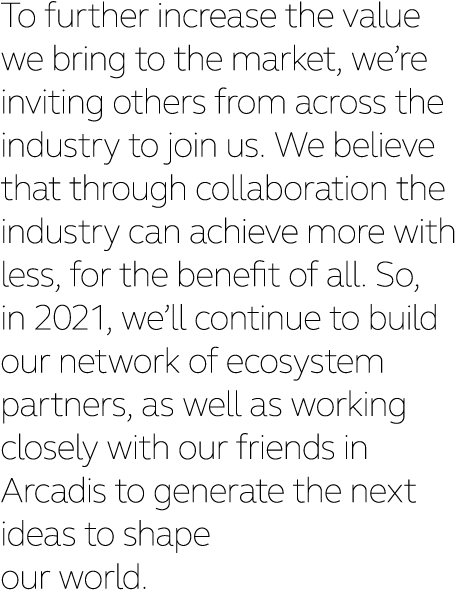 To further increase the value
we bring to the market, we’re
inviting others from across the
industry to join us. We believe
that through collaboration the
industry can achieve more with
less, for the benefit of all. So,
in 2021, we’ll continue to build
our network of ecosystem
partners, as well as working
closely with our friends in
Arcadis to generate the next
ideas to shape
our world.